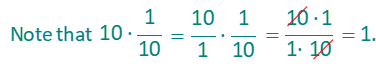 Note that 10 · 1/10 = 10/1 · 1/10 = 10 · 1/1 · 10 = 1.